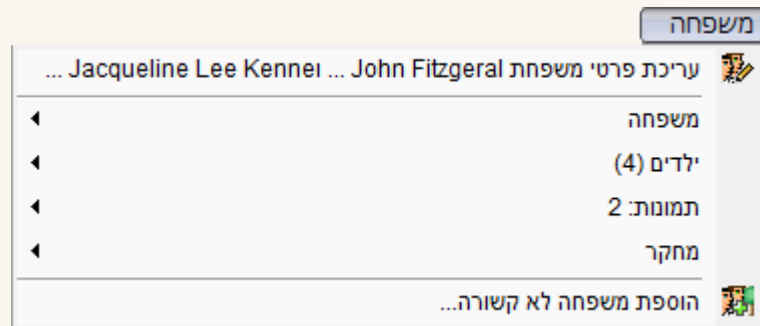 משפחה
עריכת פרטי משפחת John Fitzgeral ... Jacqueline Lee Kenne ...
משפחה
ילדים (4)
תמונות: 2
מחקר
הוספת משפחה לא קשורה...